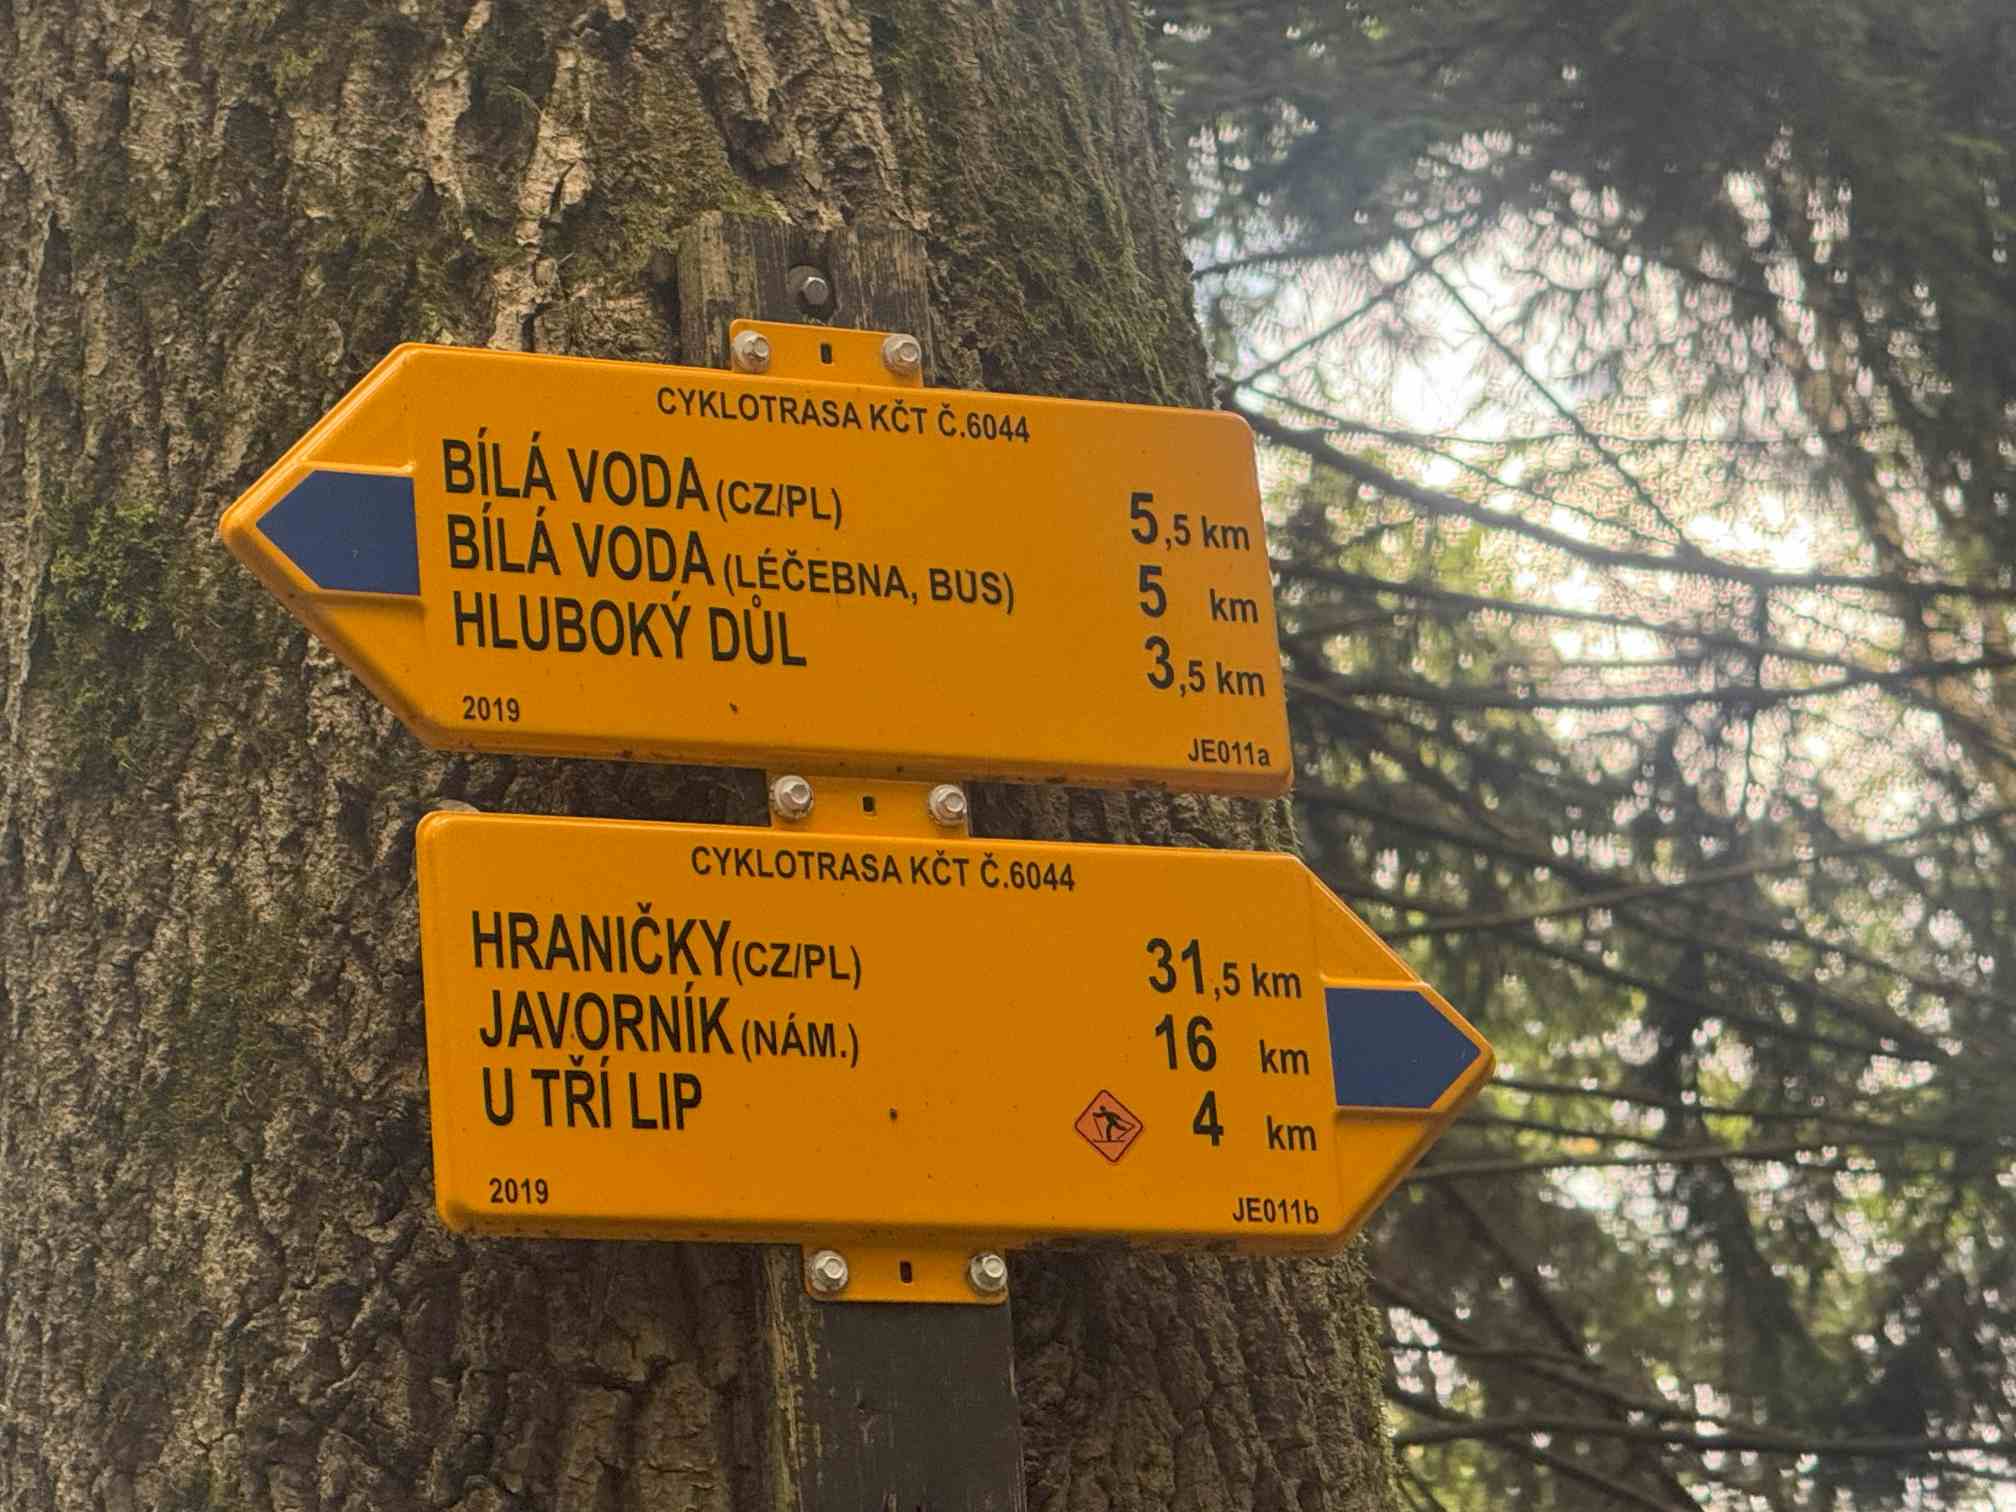 CYKLOTRASA KČT Č.6044
BÍLÁ VODA (CZ/PL) 5,5 km
BÍLÁ VODA (LÉČEBNA, BUS) 5 km
HLUBOKÝ DŮL 3,5 km
2019 JE011a
CYKLOTRASA KČT Č.6044
HRANIČKY (CZ/PL) 31,5 km
JAVORNÍK (NÁM.) 16 km
U TŘÍ LIP 4 km
2019 JE011b